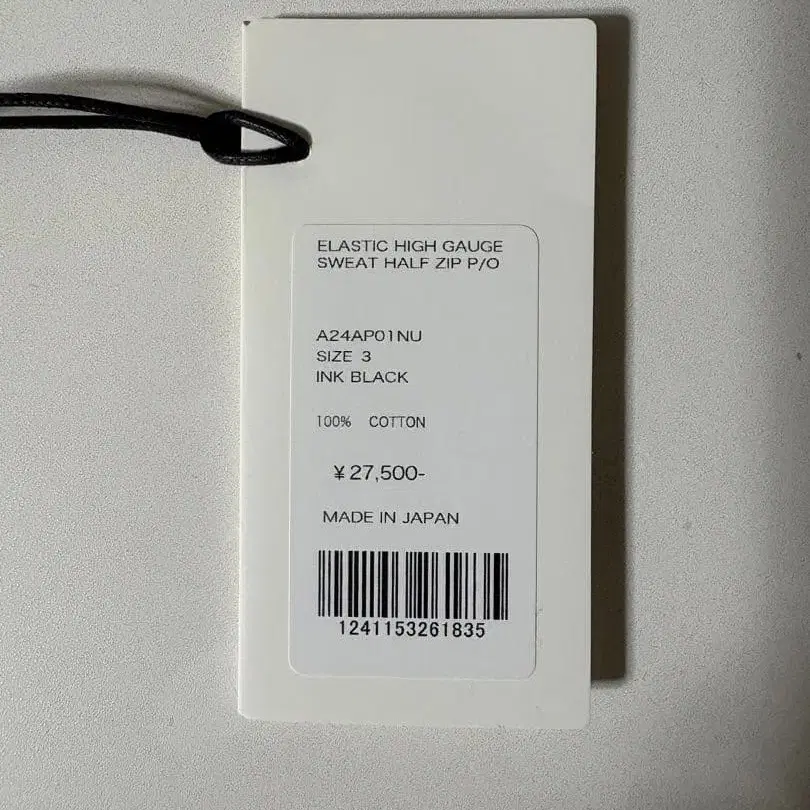 ELASTIC HIGH GAUGE
SWEAT HALF ZIP P/O
A24AP01NU
SIZE 3
INK BLACK
100% COTTON
¥27,500-
MADE IN JAPAN
1241153261835